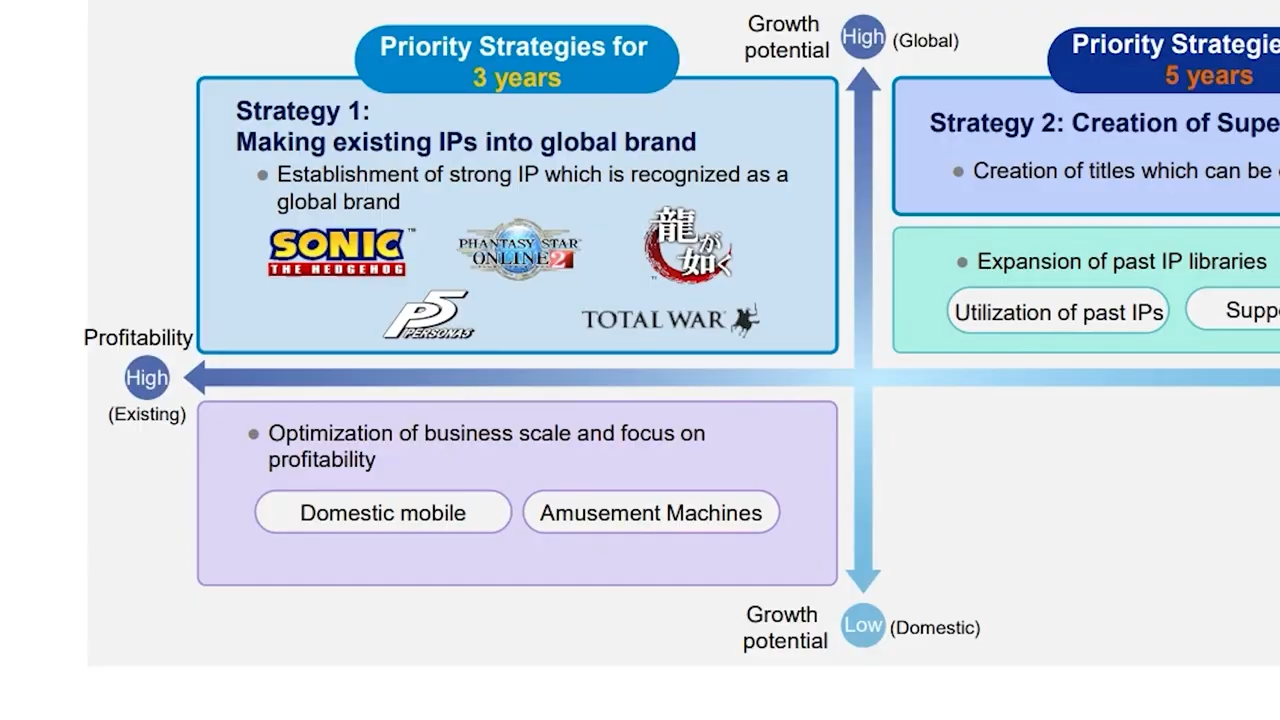 Growth
potential
High
(Global)
Priority Strategies for
3 years
Strategy 1:
Making existing IPs into global brand
Establishment of strong IP which is recognized as a
global brand
SONIC™
THE HEDGEHOG
PHANTASY STAR
ONLINE 2
龍が如く
P5
PERSONA5
TOTAL WAR
Priority
5 years
Strategy 2: Creation of
Creation of titles which can be
Expansion of past IP libraries
Utilization of past IPs
Profitability
High
(Existing)
Optimization of business scale and focus on
profitability
Domestic mobile
Amusement Machines
Growth
potential
Low
(Domestic)